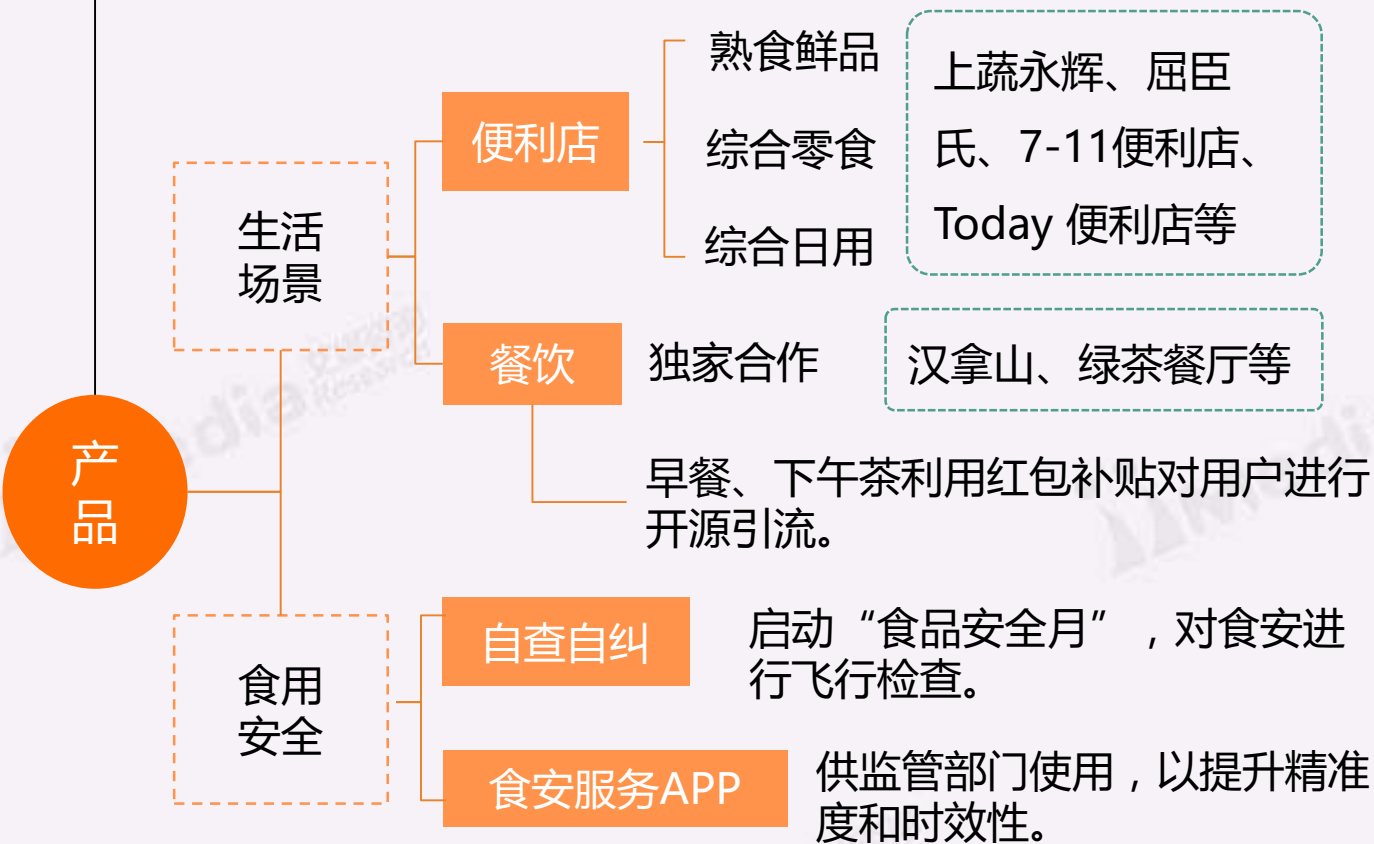 产
品
生活
场景
便利店
熟食鲜品
综合零食
综合日用
上蔬永辉、屈臣
氏、7-11便利店、
Today 便利店等
餐饮
独家合作
汉拿山、绿茶餐厅等
早餐、下午茶利用红包补贴对用户进行
开源引流。
食用
安全
自查自纠
启动“食品安全月”，对食安进
行飞行检查。
食安服务APP
供监管部门使用，以提升精准
度和时效性。